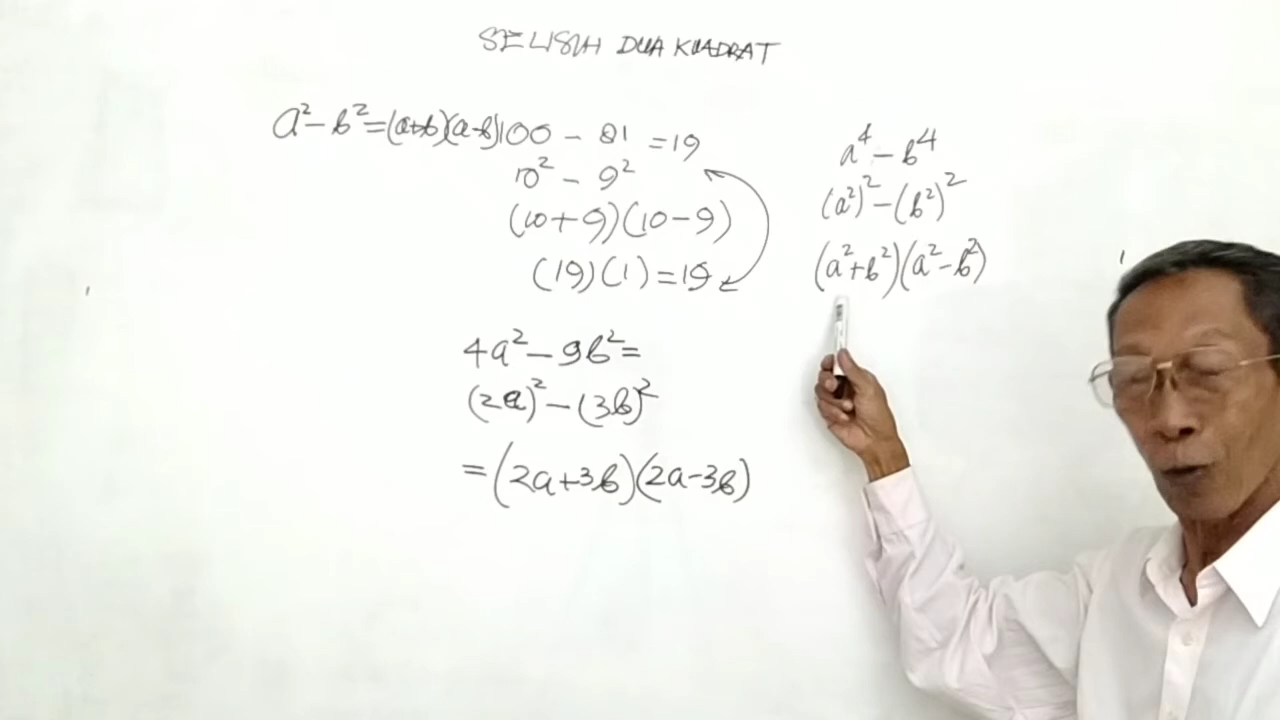 SELISIH DUA KUADRAT
a² - b² = (a+b)(a-b)
100 - 81 = 19
10² - 9²
(10 + 9)(10 - 9)
(19)(1) = 19
4a² - 9b² =
(2a)² - (3b)²
= (2a+3b)(2a-3b)
a⁴ - b⁴
(a²)² - (b²)²
(a²+b²)(a²-b²)